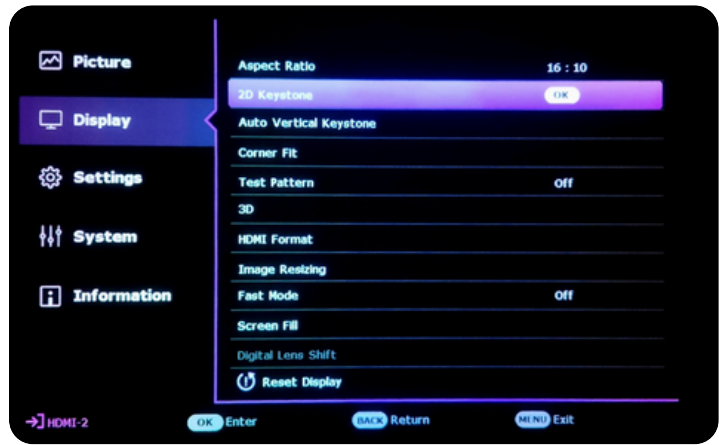 Picture
Display
Settings
System
Information
Aspect Ratio 16 : 10
2D Keystone OK
Auto Vertical Keystone
Corner Fit
Test Pattern Off
3D
HDMI Format
Image Resizing
Fast Mode Off
Screen Fill
Digital Lens Shift
Reset Display
HDMI-2 OK Enter BACK Return MENU Exit